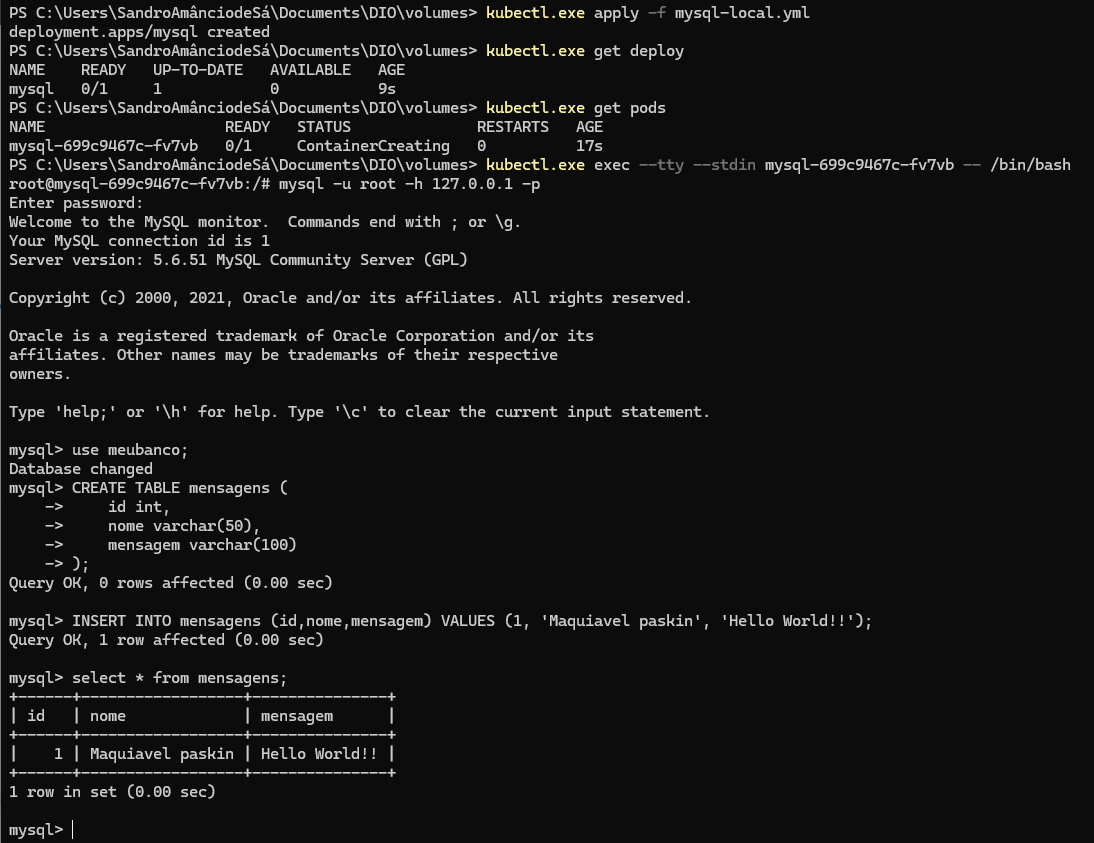 PS C:\Users\SandroAmânciodeSá\Documents\DIO\volumes> kubectl.exe apply -f mysql-local.yml
deployment.apps/mysql created
PS C:\Users\SandroAmânciodeSá\Documents\DIO\volumes> kubectl.exe get deploy
NAME    READY   UP-TO-DATE   AVAILABLE   AGE
mysql   0/1     1            0           9s
PS C:\Users\SandroAmânciodeSá\Documents\DIO\volumes> kubectl.exe get pods
NAME                    READY   STATUS              RESTARTS   AGE
mysql-699c9467c-fv7vb   0/1     ContainerCreating   0          17s
PS C:\Users\SandroAmânciodeSá\Documents\DIO\volumes> kubectl.exe exec --tty --stdin mysql-699c9467c-fv7vb -- /bin/bash
root@mysql-699c9467c-fv7vb:/# mysql -u root -h 127.0.0.1 -p
Enter password:
Welcome to the MySQL monitor.  Commands end with ; or \g.
Your MySQL connection id is 1
Server version: 5.6.51 MySQL Community Server (GPL)

Copyright (c) 2000, 2021, Oracle and/or its affiliates. All rights reserved.

Oracle is a registered trademark of Oracle Corporation and/or its
affiliates. Other names may be trademarks of their respective
owners.

Type 'help;' or '\h' for help. Type '\c' to clear the current input statement.

mysql> use meubanco;
Database changed
mysql> CREATE TABLE mensagens (
    ->     id int,
    ->     nome varchar(50),
    ->     mensagem varchar(100)
    -> );
Query OK, 0 rows affected (0.00 sec)

mysql> INSERT INTO mensagens (id,nome,mensagem) VALUES (1, 'Maquiavel paskin', 'Hello World!!');
Query OK, 1 row affected (0.00 sec)

mysql> select * from mensagens;
+------+------------------+---------------+
| id   | nome             | mensagem      |
+------+------------------+---------------+
|    1 | Maquiavel paskin | Hello World!! |
+------+------------------+---------------+
1 row in set (0.00 sec)

mysql>